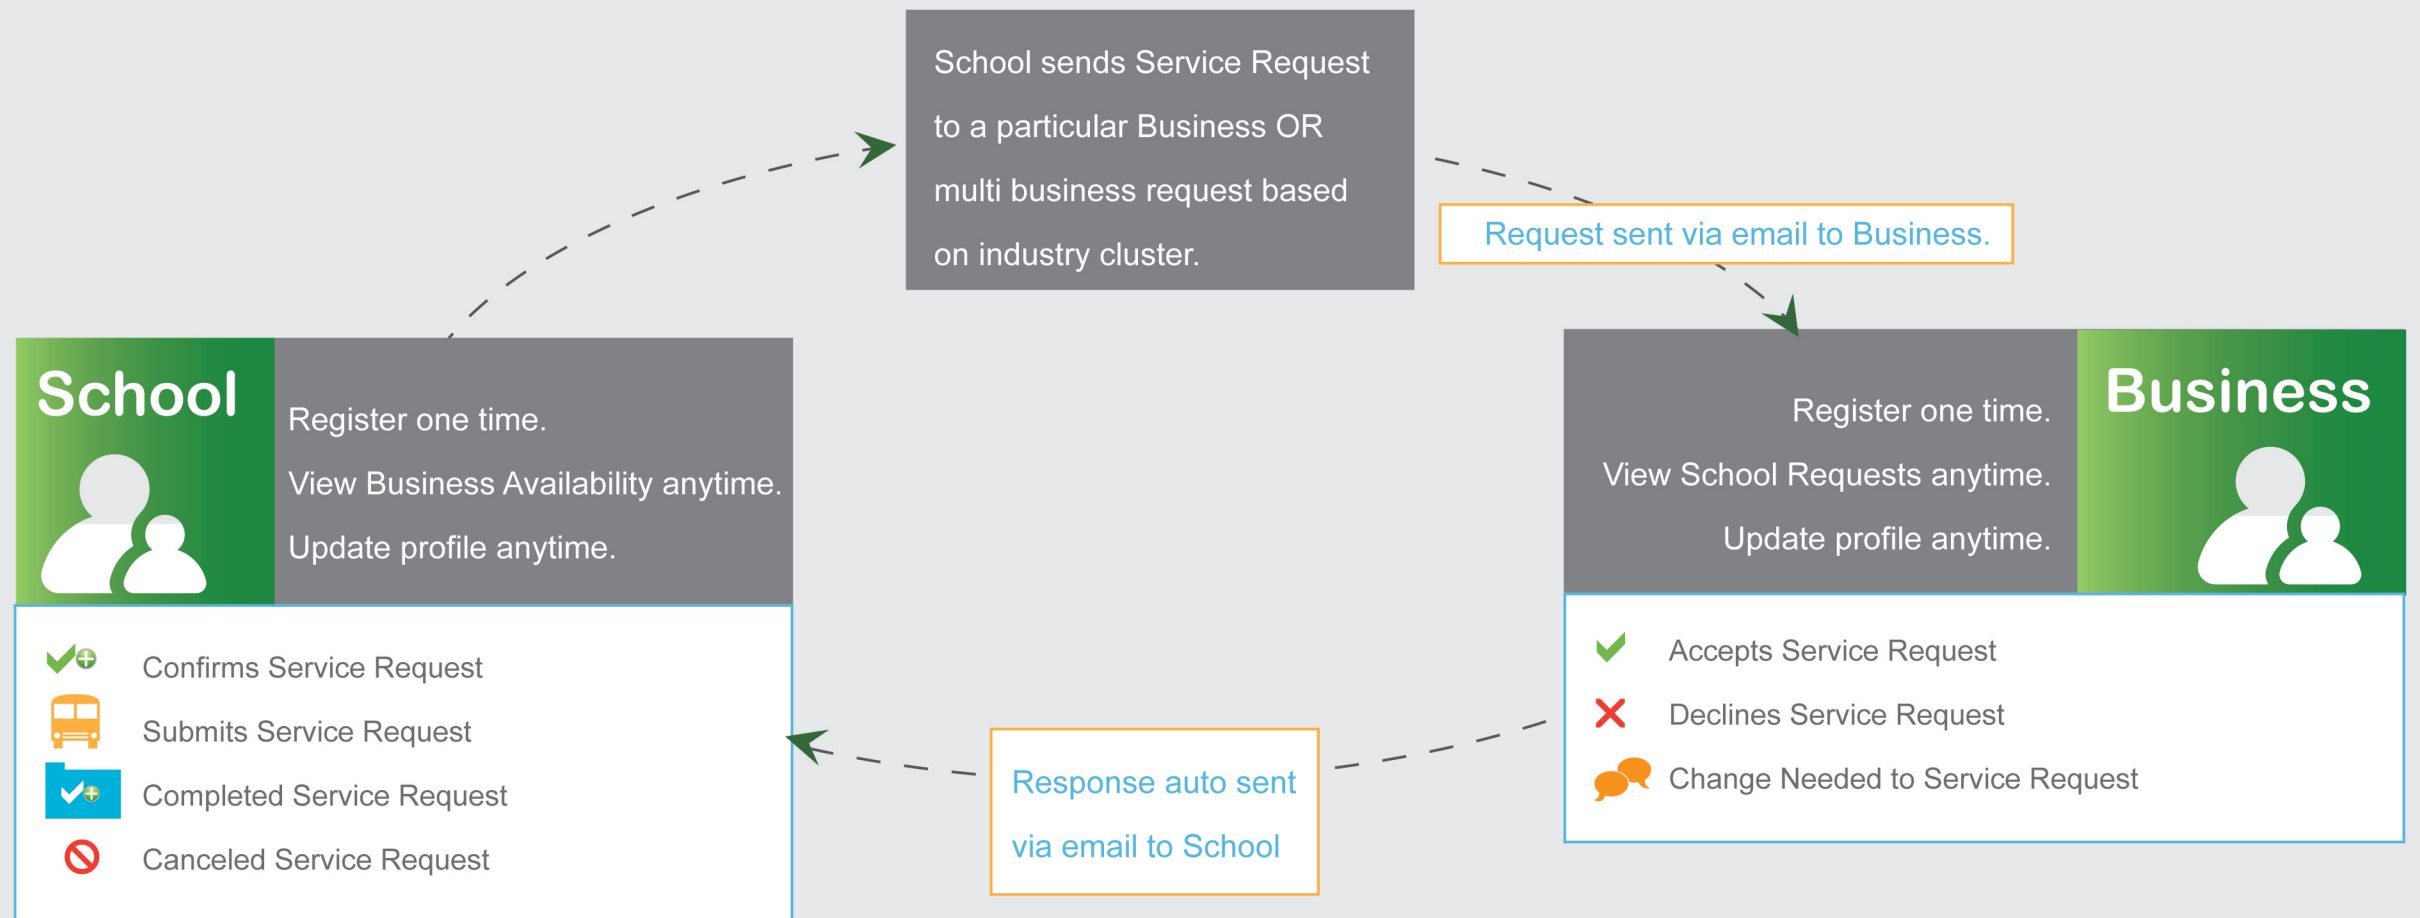 School sends Service Request
to a particular Business OR
multi business request based
on industry cluster.
Request sent via email to Business.
School
Register one time.
View Business Availability anytime.
Update profile anytime.
Confirms Service Request
Submits Service Request
Completed Service Request
Canceled Service Request
Business
Register one time.
View School Requests anytime.
Update profile anytime.
Accepts Service Request
Declines Service Request
Change Needed to Service Request
Response auto sent
via email to School